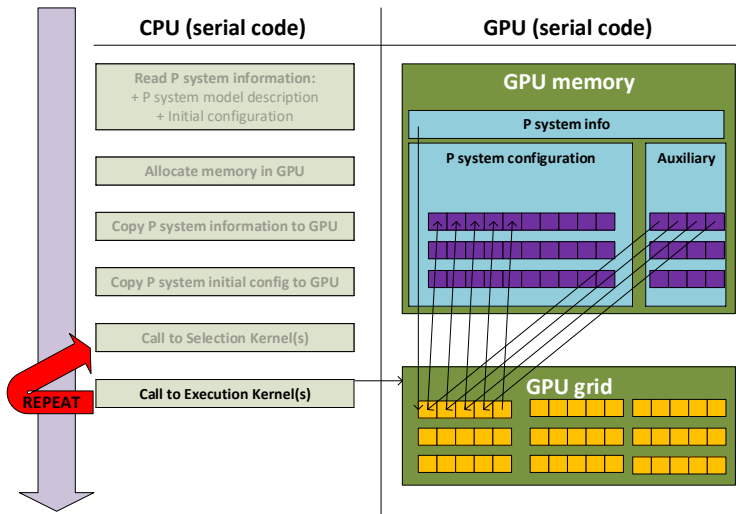 CPU (serial code)
GPU (serial code)
Read P system information:
+ P system model description
+ Initial configuration
Allocate memory in GPU
Copy P system information to GPU
Copy P system initial config to GPU
Call to Selection Kernel(s)
Call to Execution Kernel(s)
REPEAT
GPU memory
P system info
P system configuration
Auxiliary
GPU grid